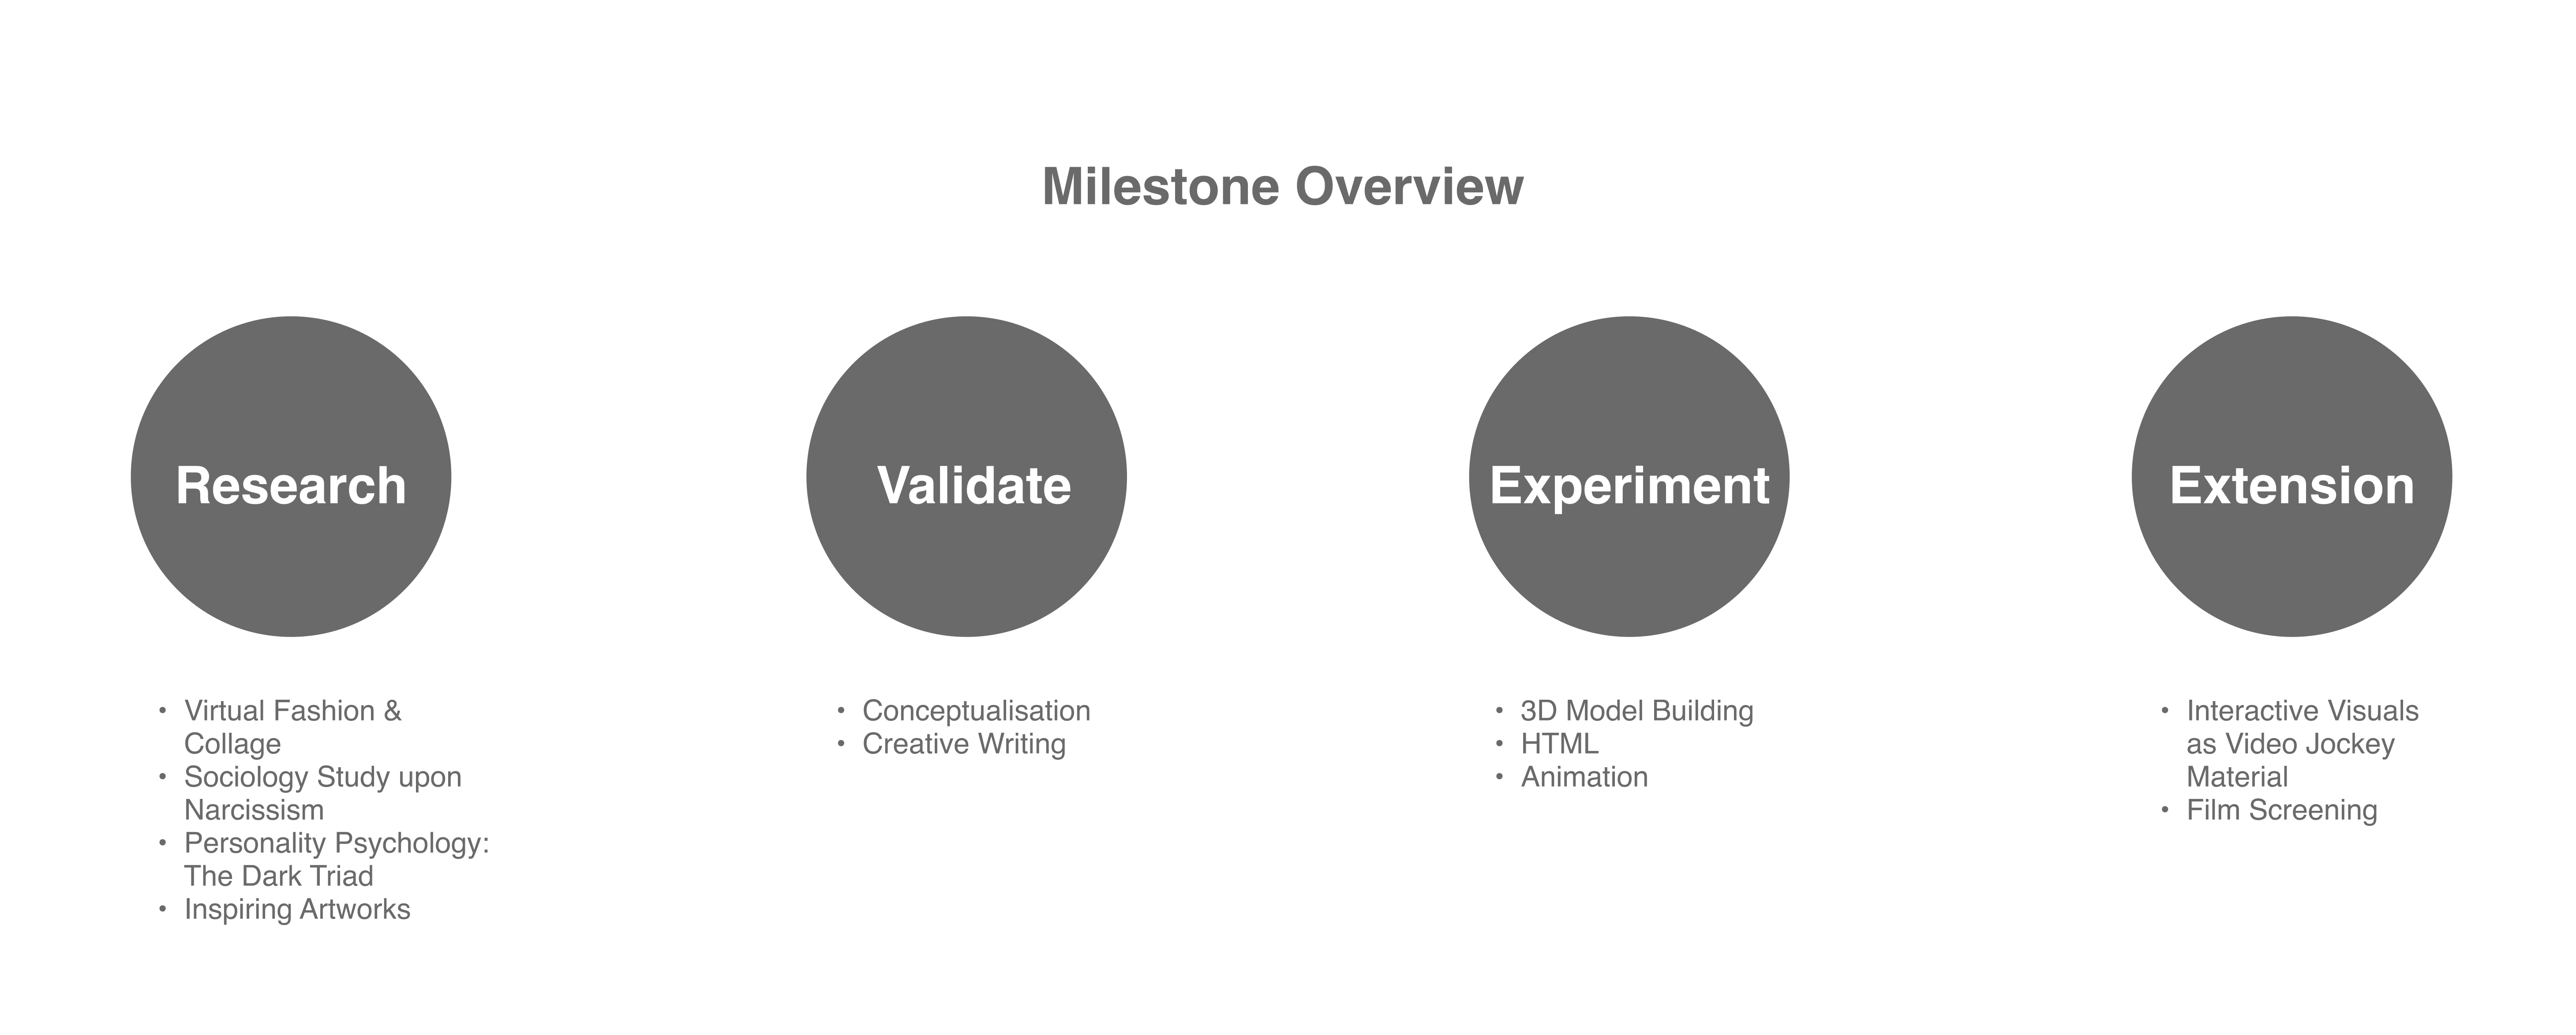 Milestone Overview
Research
Validate
Experiment
Extension
• Virtual Fashion &
Collage
• Sociology Study upon
Narcissism
• Personality Psychology:
The Dark Triad
• Inspiring Artworks
• Conceptualisation
• Creative Writing
• 3D Model Building
• HTML
• Animation
• Interactive Visuals
as Video Jockey
Material
• Film Screening